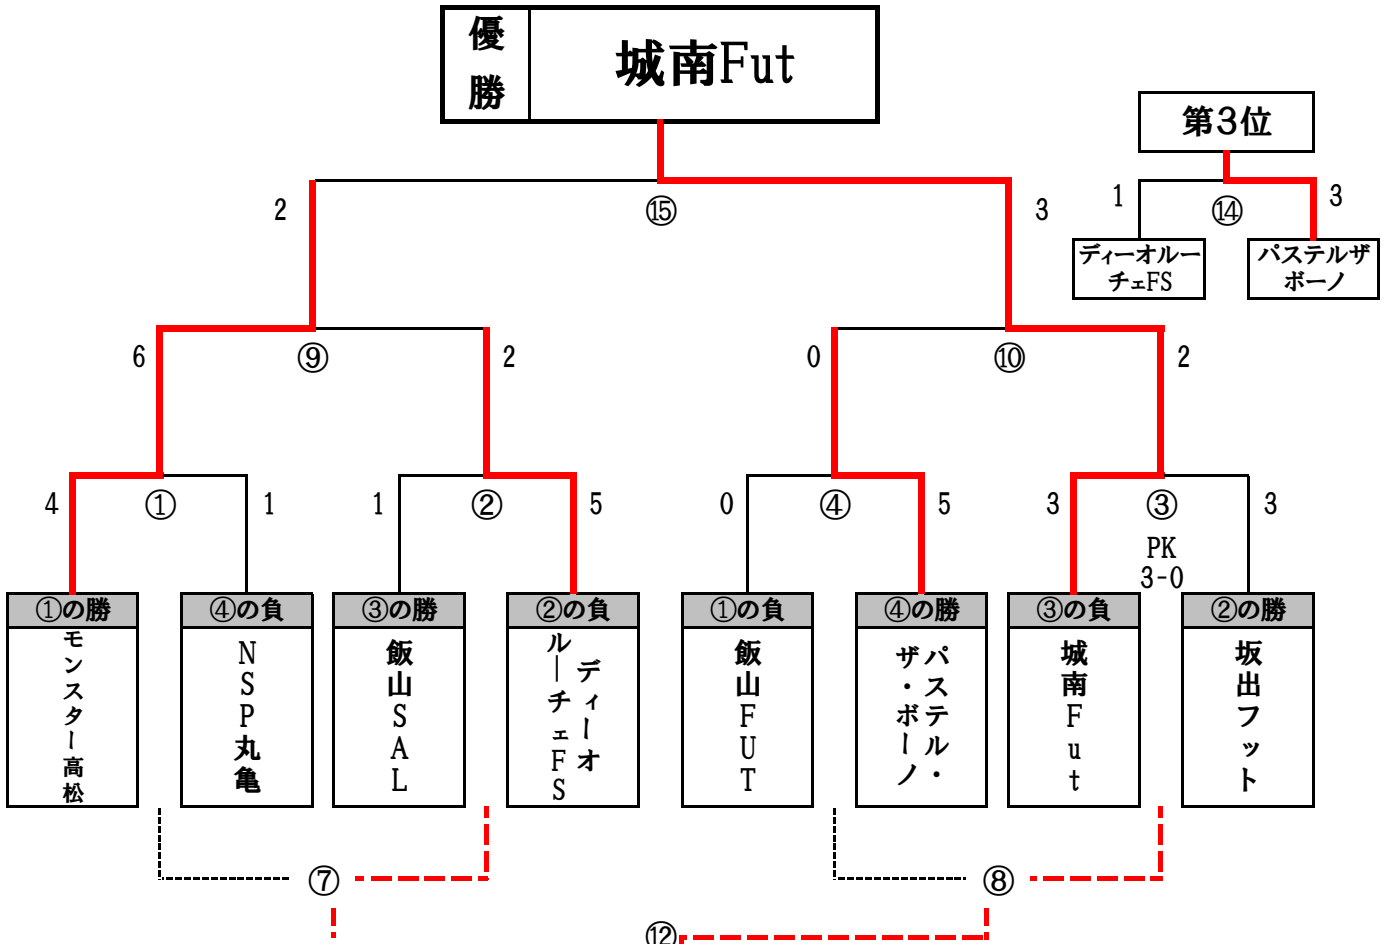 優勝
城南Fut
第3位
2
⑮
3
1
⑭
3
ディーオルー
チェFS
パステルザ
ボーノ
6
⑨
2
0
⑩
2
4
①
1
1
②
5
0
④
5
3
③
3
PK
3-0
①の勝
④の負
③の勝
②の負
①の負
④の勝
③の負
②の勝
モンスター高松
NSP丸亀
飯山SAL
ディーオ
ルーチェFS
飯山FUT
パステル・
ザ・ボーノ
城南Fut
坂出フット
⑦
⑧
⑫